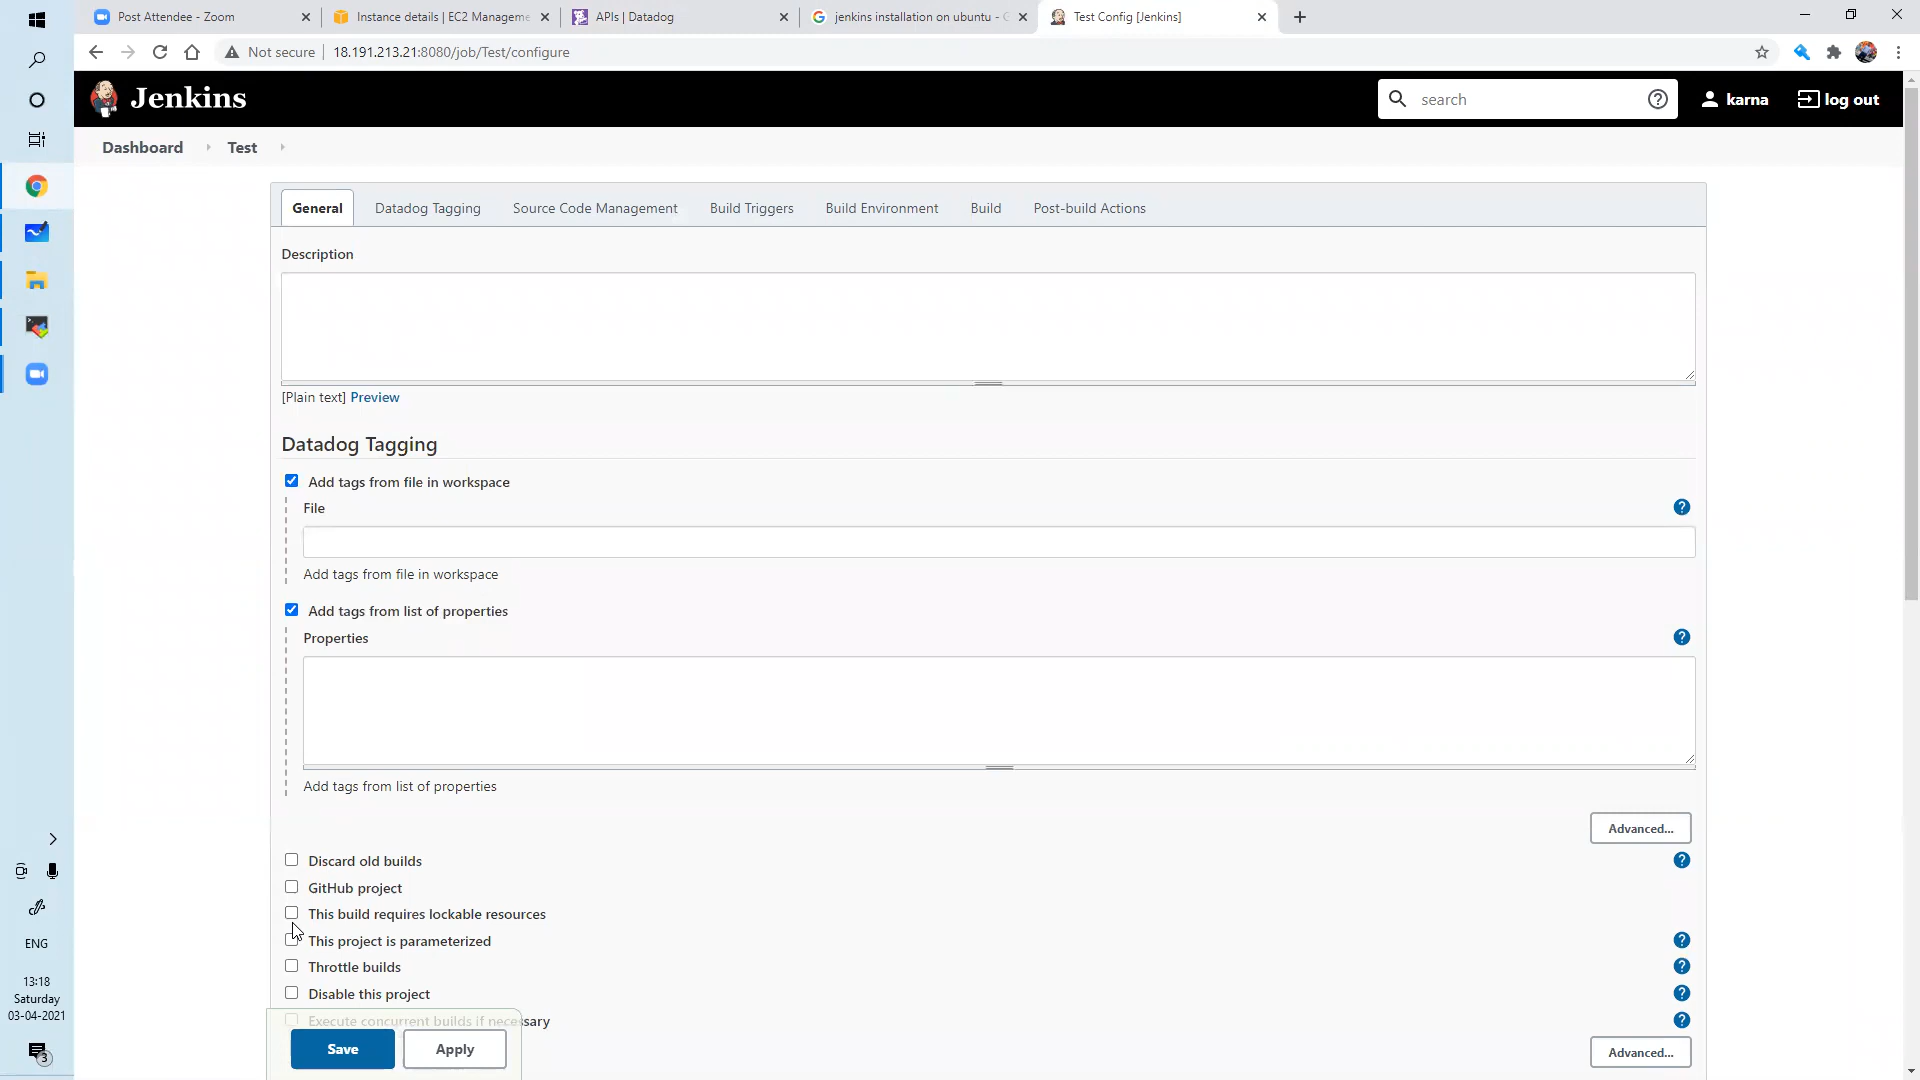 Post Attendee - Zoom
Instance details | EC2 Manageme
APIs | Datadog
jenkins installation on ubuntu - G
Test Config [Jenkins]
Not secure
18.191.213.21:8080/job/Test/configure
Jenkins
search
karna
log out
Dashboard
Test
General
Datadog Tagging
Source Code Management
Build Triggers
Build Environment
Build
Post-build Actions
Description
[Plain text] Preview
Datadog Tagging
Add tags from file in workspace
File
Add tags from file in workspace
Add tags from list of properties
Properties
Add tags from list of properties
Advanced...
Discard old builds
GitHub project
This build requires lockable resources
This project is parameterized
Throttle builds
Disable this project
Execute concurrent builds if necessary
Save
Apply
Advanced...
ENG
13:18
Saturday
03-04-2021
3